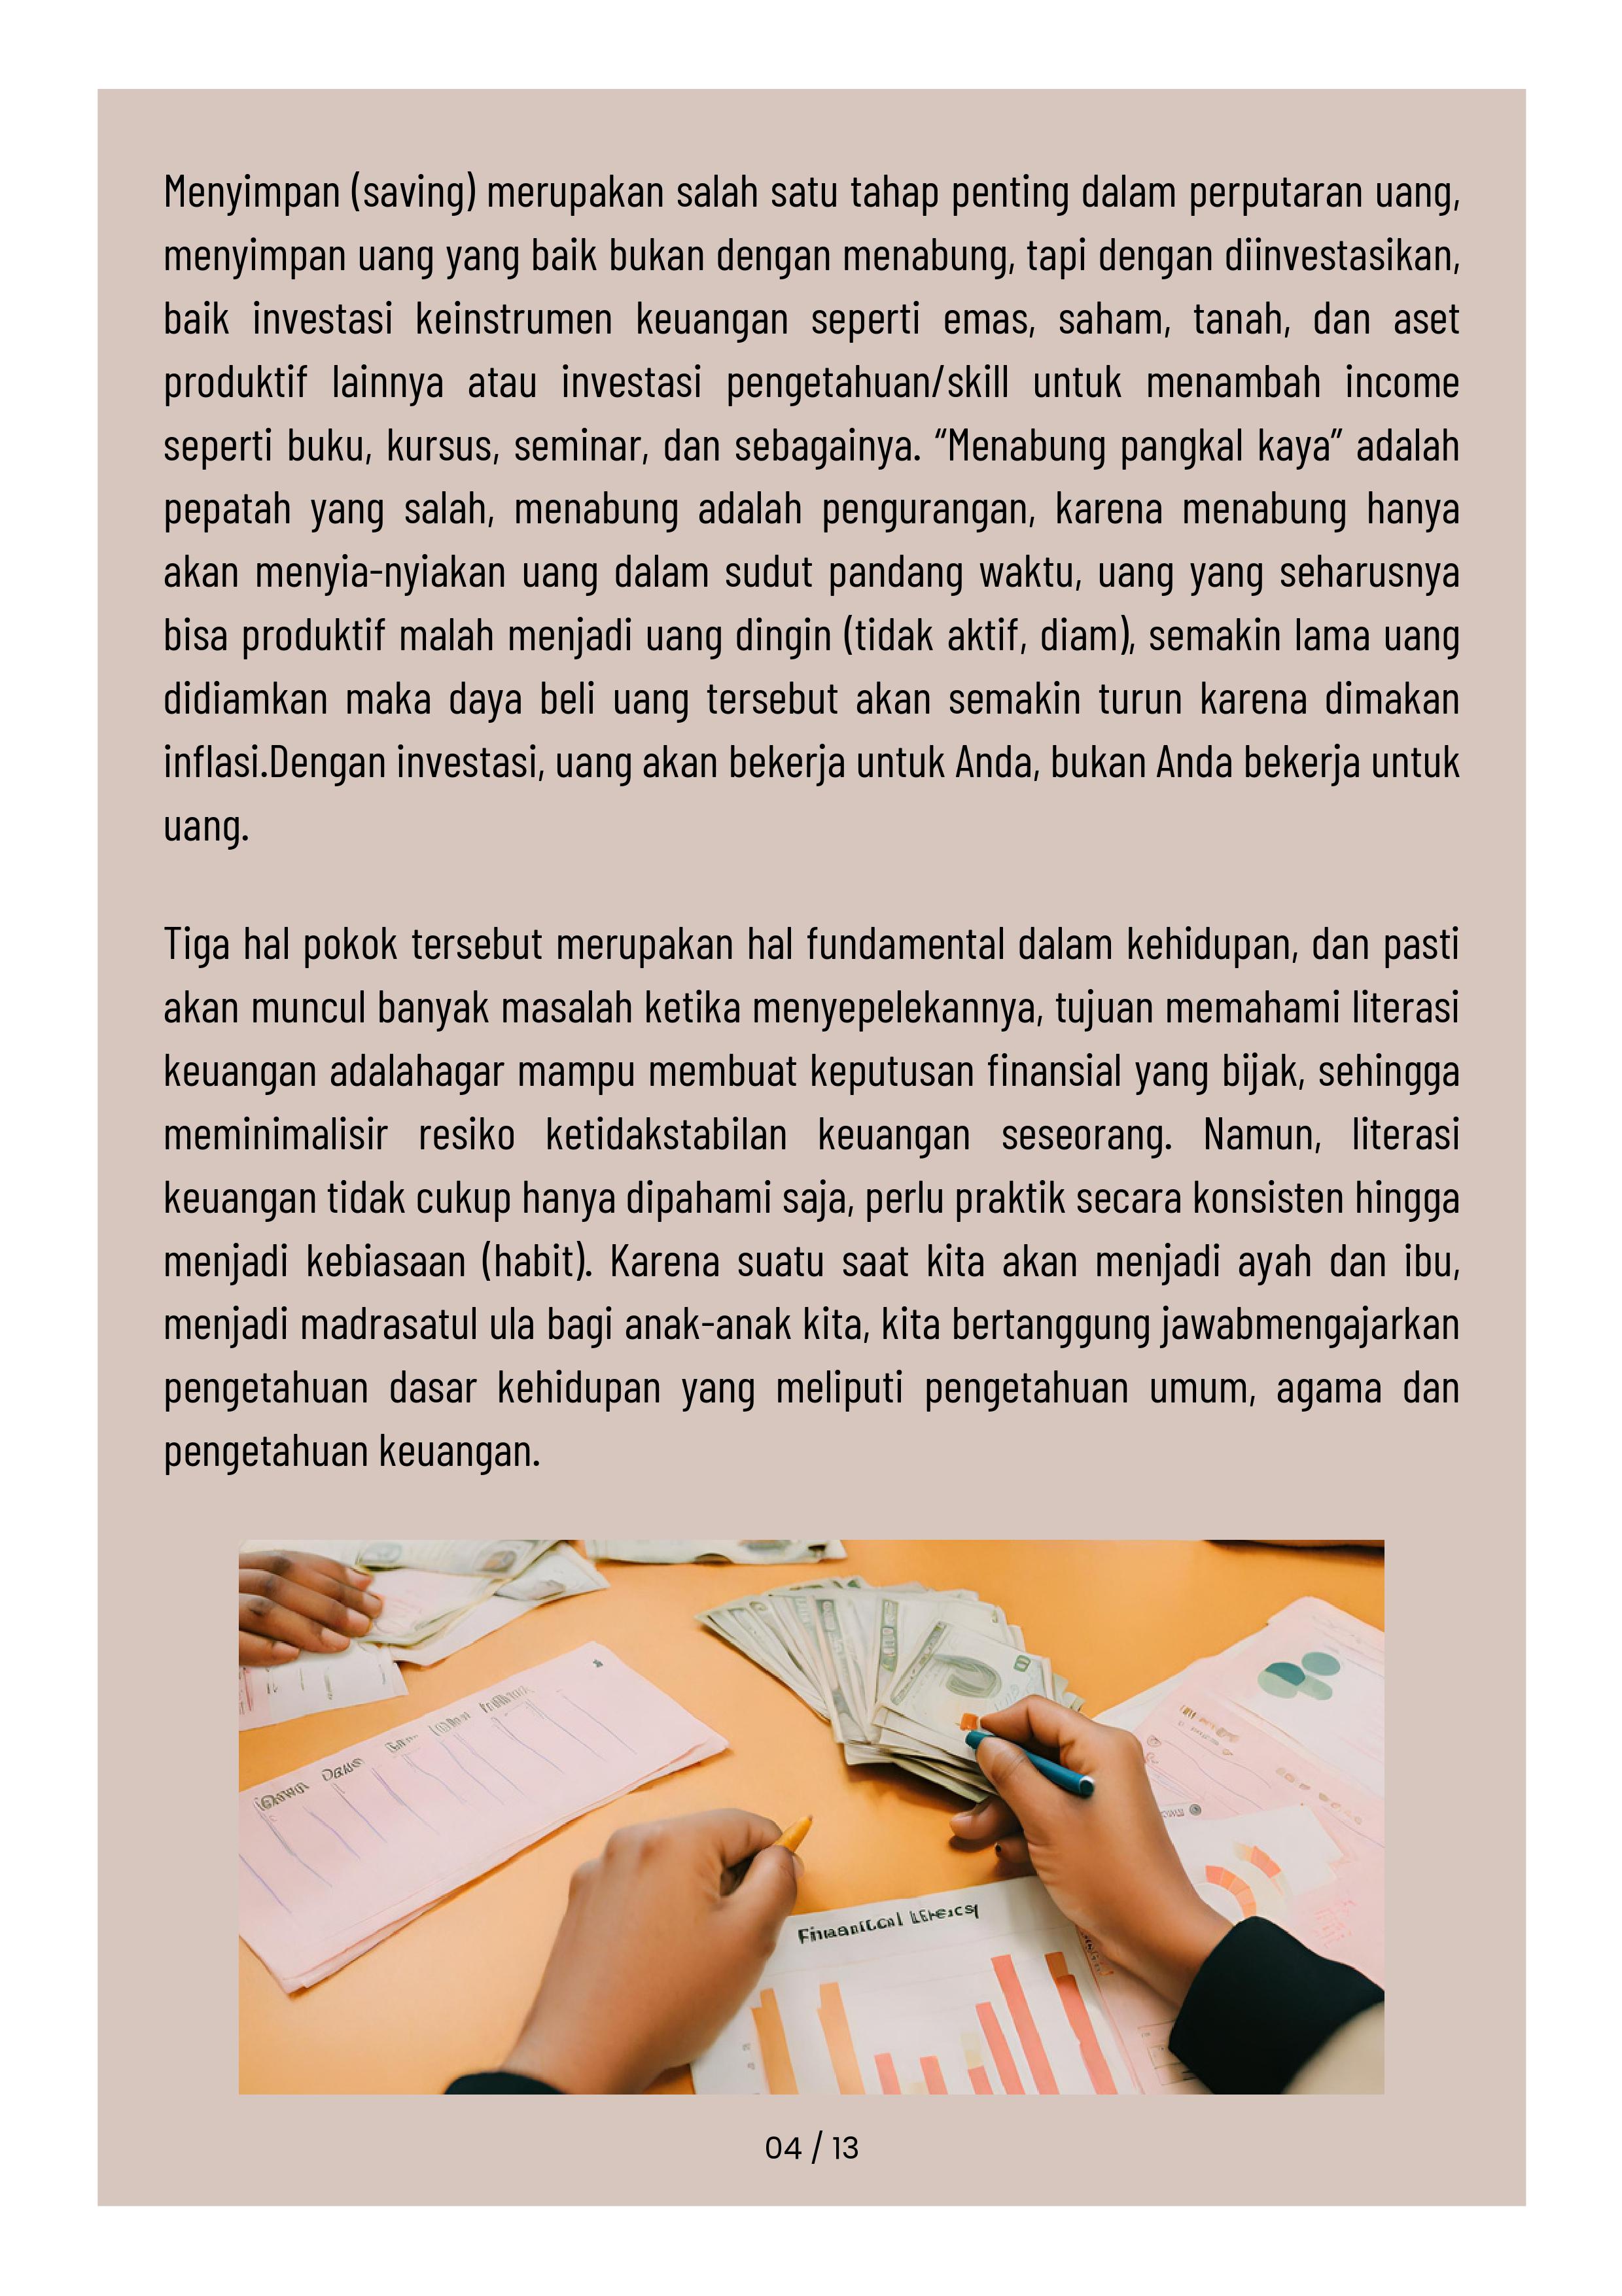 Menyimpan (saving) merupakan salah satu tahap penting dalam perputaran uang,
menyimpan uang yang baik bukan dengan menabung, tapi dengan diinvestasikan,
baik investasi keinstrumen keuangan seperti emas, saham, tanah, dan aset
produktif lainnya atau investasi pengetahuan/skill untuk menambah income
seperti buku, kursus, seminar, dan sebagainya. “Menabung pangkal kaya” adalah
pepatah yang salah, menabung adalah pengurangan, karena menabung hanya
akan menyia-nyiakan uang dalam sudut pandang waktu, uang yang seharusnya
bisa produktif malah menjadi uang dingin (tidak aktif, diam), semakin lama uang
didiamkan maka daya beli uang tersebut akan semakin turun karena dimakan
inflasi.Dengan investasi, uang akan bekerja untuk Anda, bukan Anda bekerja untuk
uang.
Tiga hal pokok tersebut merupakan hal fundamental dalam kehidupan, dan pasti
akan muncul banyak masalah ketika menyepelekannya, tujuan memahami literasi
keuangan adalahagar mampu membuat keputusan finansial yang bijak, sehingga
meminimalisir resiko ketidakstabilan keuangan seseorang. Namun, literasi
keuangan tidak cukup hanya dipahami saja, perlu praktik secara konsisten hingga
menjadi kebiasaan (habit). Karena suatu saat kita akan menjadi ayah dan ibu,
menjadi madrasatul ula bagi anak-anak kita, kita bertanggung jawabmengajarkan
pengetahuan dasar kehidupan yang meliputi pengetahuan umum, agama dan
pengetahuan keuangan.
04 / 13